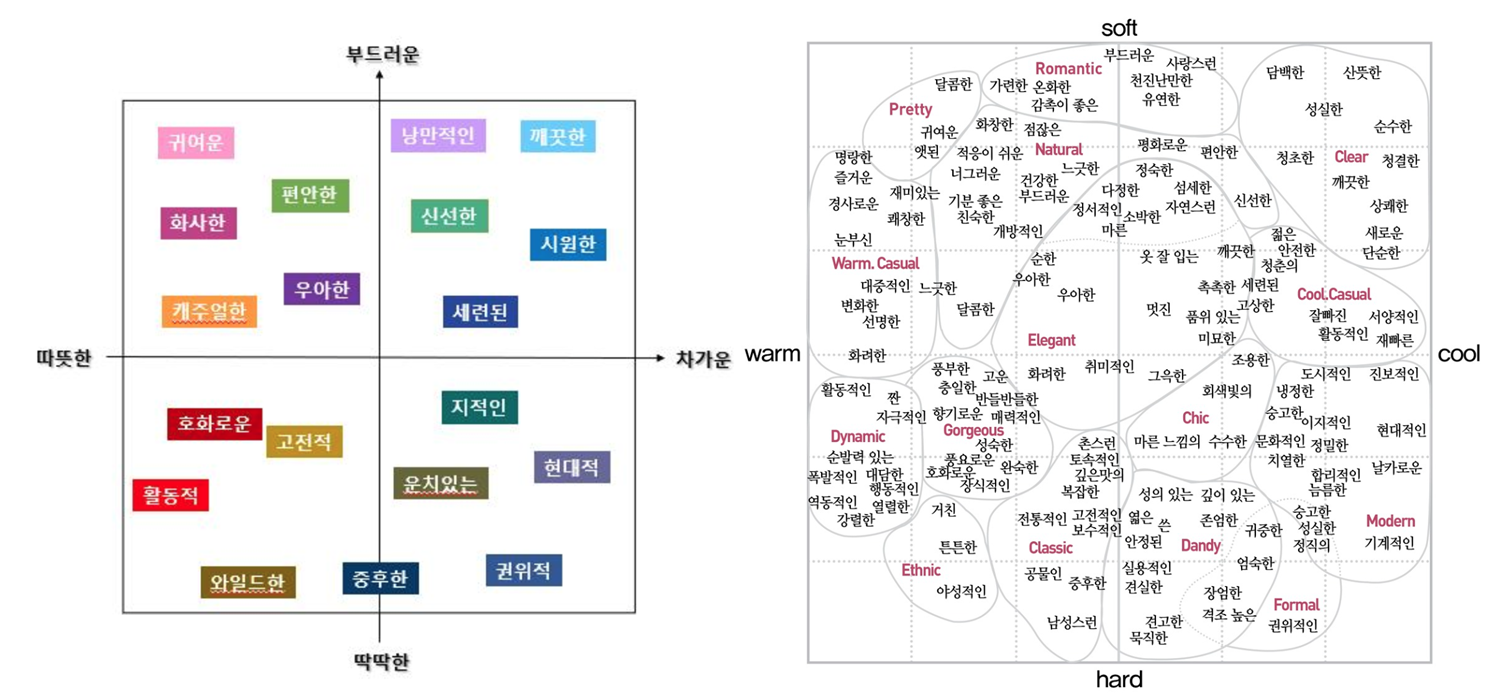 부드러운
귀여운
낭만적인
깨끗한
편안한
화사한
신선한
시원한
우아한
캐주얼한
세련된
따뜻한
차가운
지적인
호화로운
고전적
현대적
운치있는
활동적
와일드한
중후한
권위적
딱딱한
soft
부드러운
Romantic
사랑스런
담백한
산뜻한
달콤한
가련한 온화한
천진난만한
감촉이 좋은
유연한
Pretty
성실한
귀여운
화창한
점잖은
순수한
앳된
적응이 쉬운
Natural
평화로운
편안한
명랑한
청초한
Clear
청결한
즐거운
너그러운
느긋한
정숙한
깨끗한
건강한
재미있는
다정한
섬세한
경사로운
기분 좋은
부드러운
신선한
상쾌한
쾌창한
친숙한
정서적인
소박한
자연스런
개방적인
마른
눈부신
젊은
새로운
Warm. Casual
순한
옷 잘 입는
깨끗한
안전한
단순한
청춘의
대중적인
느긋한
우아한
우아한
촉촉한
세련된
Cool.Casual
변화한
달콤한
멋진
고상한
선명한
품위 있는
잘빠진
서양적인
미묘한
활동적인
재빠른
Elegant
warm
화려한
조용한
cool
풍부한
고운
화려한
취미적인
그윽한
도시적인
진보적인
활동적인
충일한
회색빛의
냉정한
짠
반들반들한
자극적인
향기로운
매력적인
Chic
숭고한
이지적인
Dynamic
Gorgeous
현대적인
성숙한
촌스런
마른 느낌의
수수한
문화적인
정밀한
순발력 있는
풍요로운
토속적인
치열한
폭발적인
대담한
호화로운
완숙한
깊은맛의
합리적인
날카로운
행동적인
장식적인
복잡한
성의 있는
깊이 있는
늠름한
역동적인
열렬한
거친
강렬한
전통적인
고전적인
엷은
쓴
존엄한
숭고한
보수적인
귀중한
성실한
Modern
튼튼한
Classic
안정된
Dandy
정직의
기계적인
Ethnic
공물인
실용적인
엄숙한
야성적인
중후한
견실한
장엄한
Formal
남성스런
견고한
격조 높은
권위적인
묵직한
hard